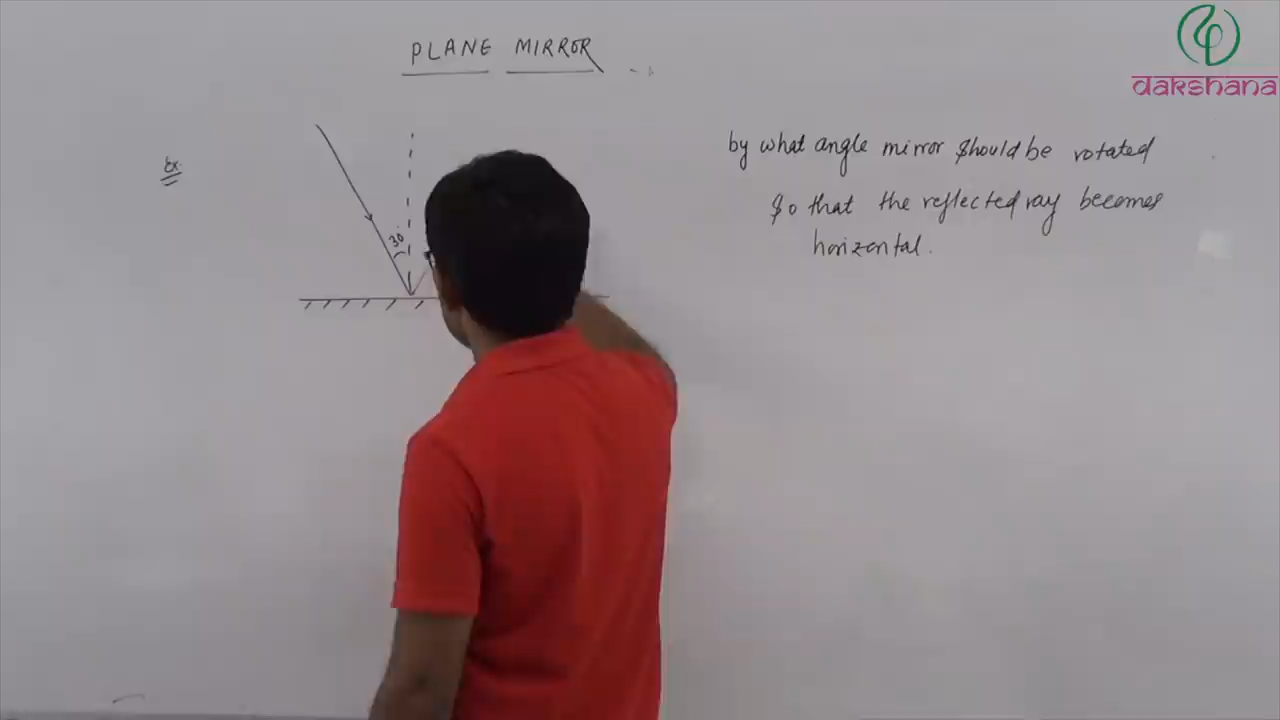 PLANE MIRROR
dakshana
Ex.
30°
by what angle mirror should be rotated
so that the reflected ray becomes
horizontal.